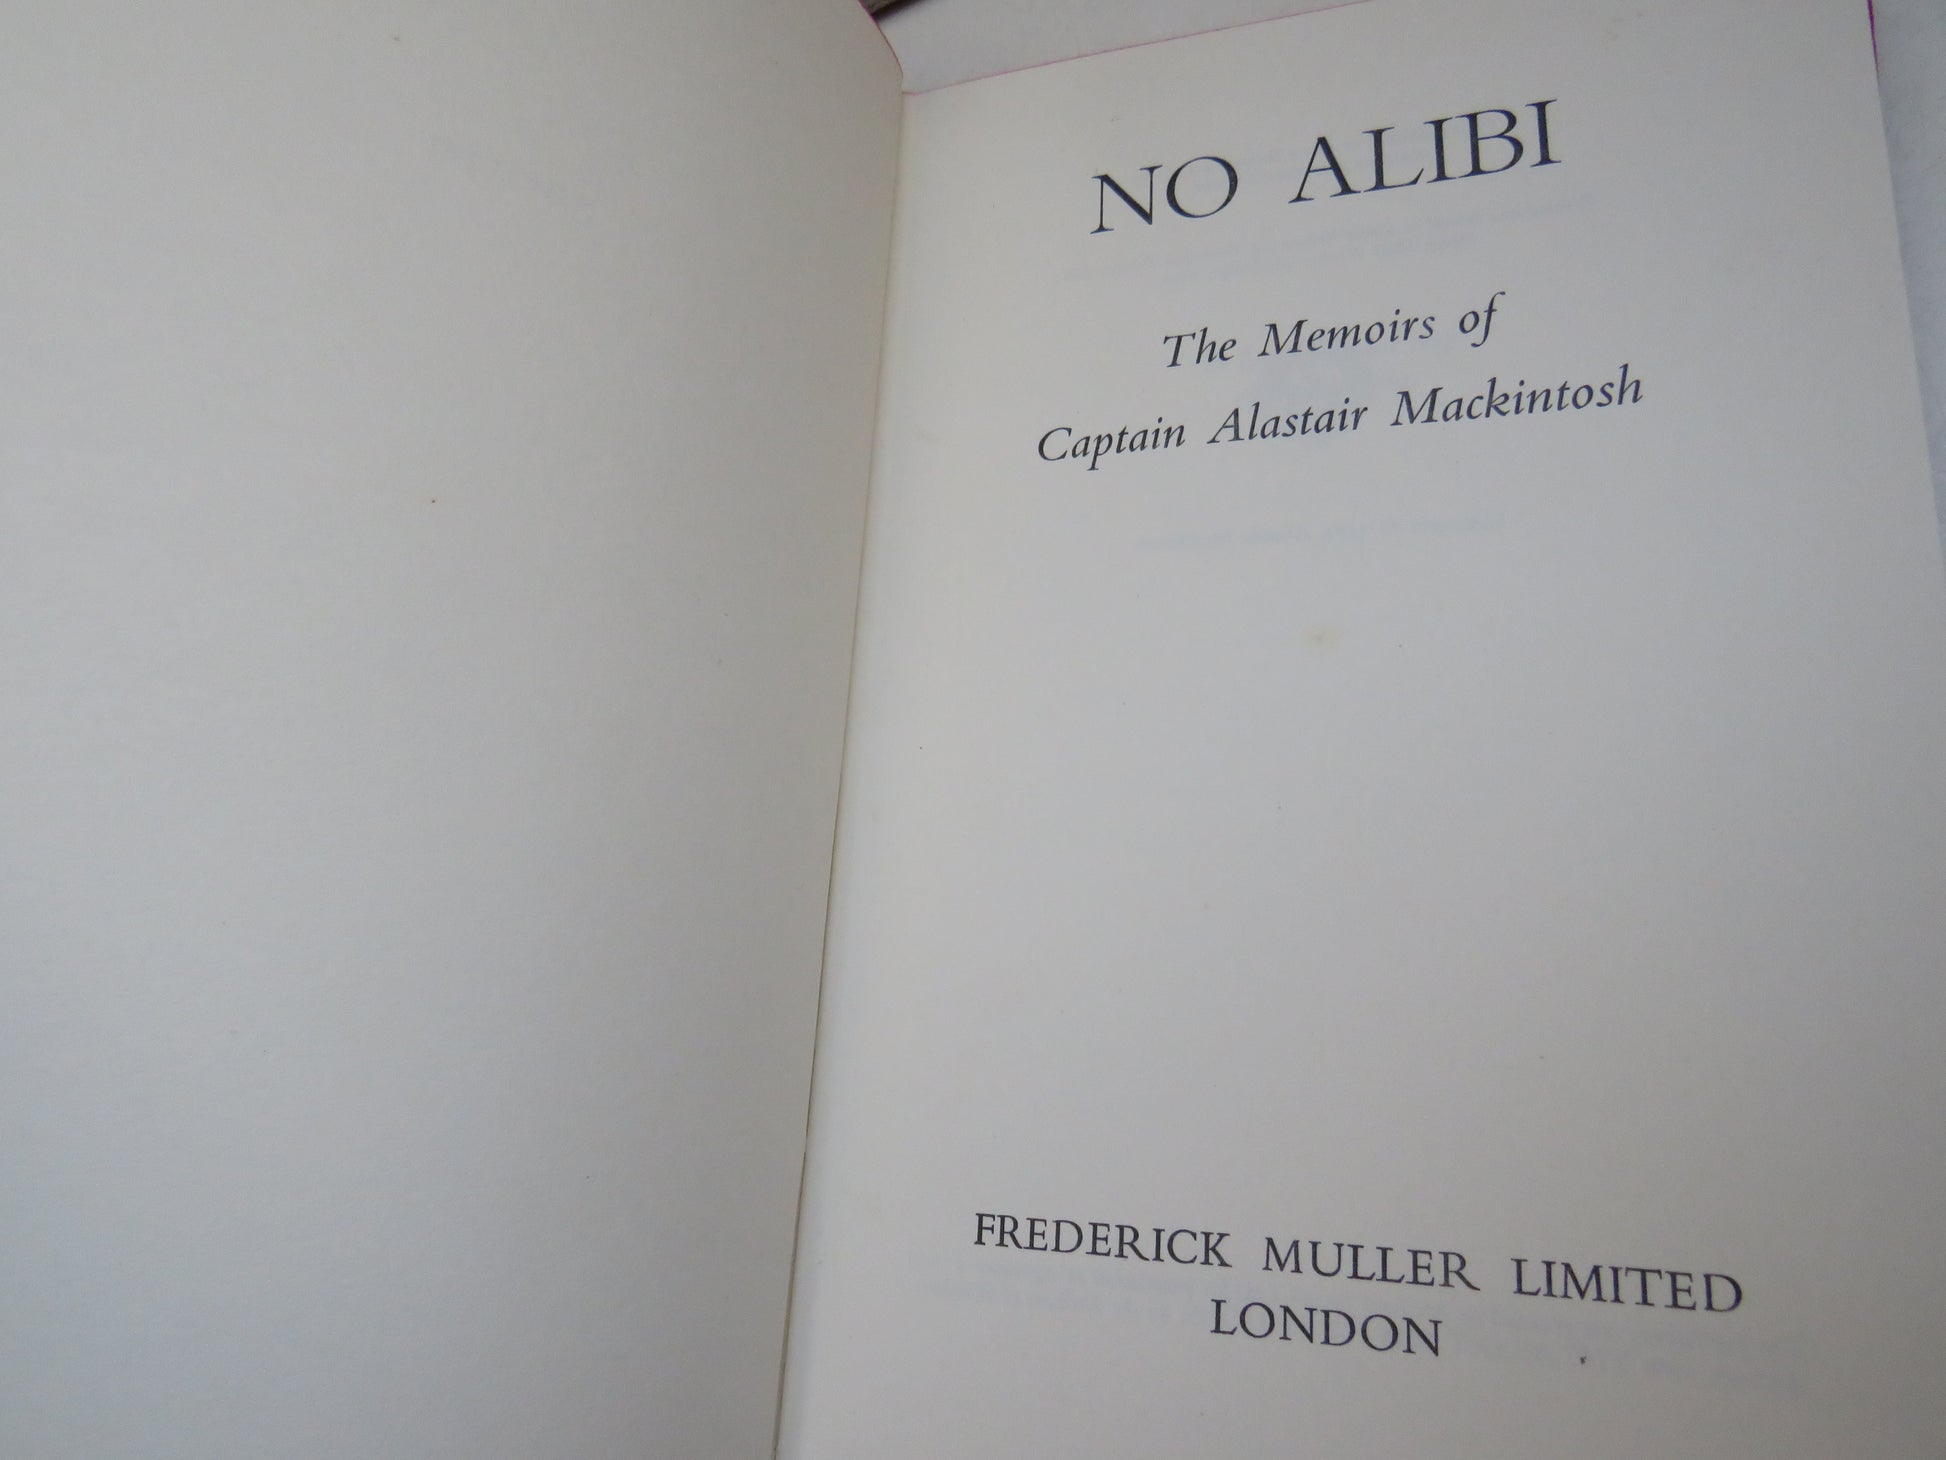 NO ALIBI
The Memoirs of
Captain Alastair Mackintosh
FREDERICK MULLER LIMITED
LONDON